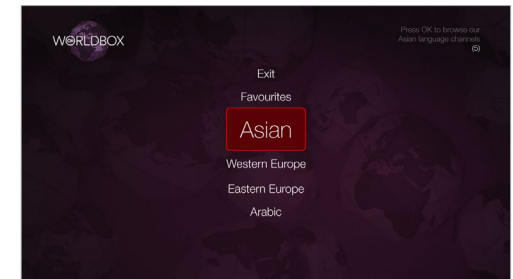 WORLDBOX
Press OK to browse our
Asian language channels
(5)
Exit
Favourites
Asian
Western Europe
Eastern Europe
Arabic